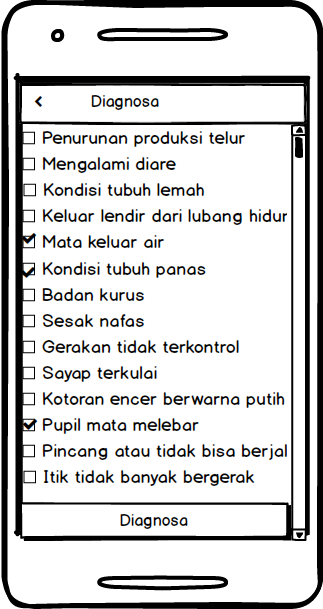 Diagnosa
Penurunan produksi telur
Mengalami diare
Kondisi tubuh lemah
Keluar lendir dari lubang hidur
Mata keluar air
Kondisi tubuh panas
Badan kurus
Sesak nafas
Gerakan tidak terkontrol
Sayap terkulai
Kotoran encer berwarna putih
Pupil mata melebar
Pincang atau tidak bisa berjal
Itik tidak banyak bergerak
Diagnosa